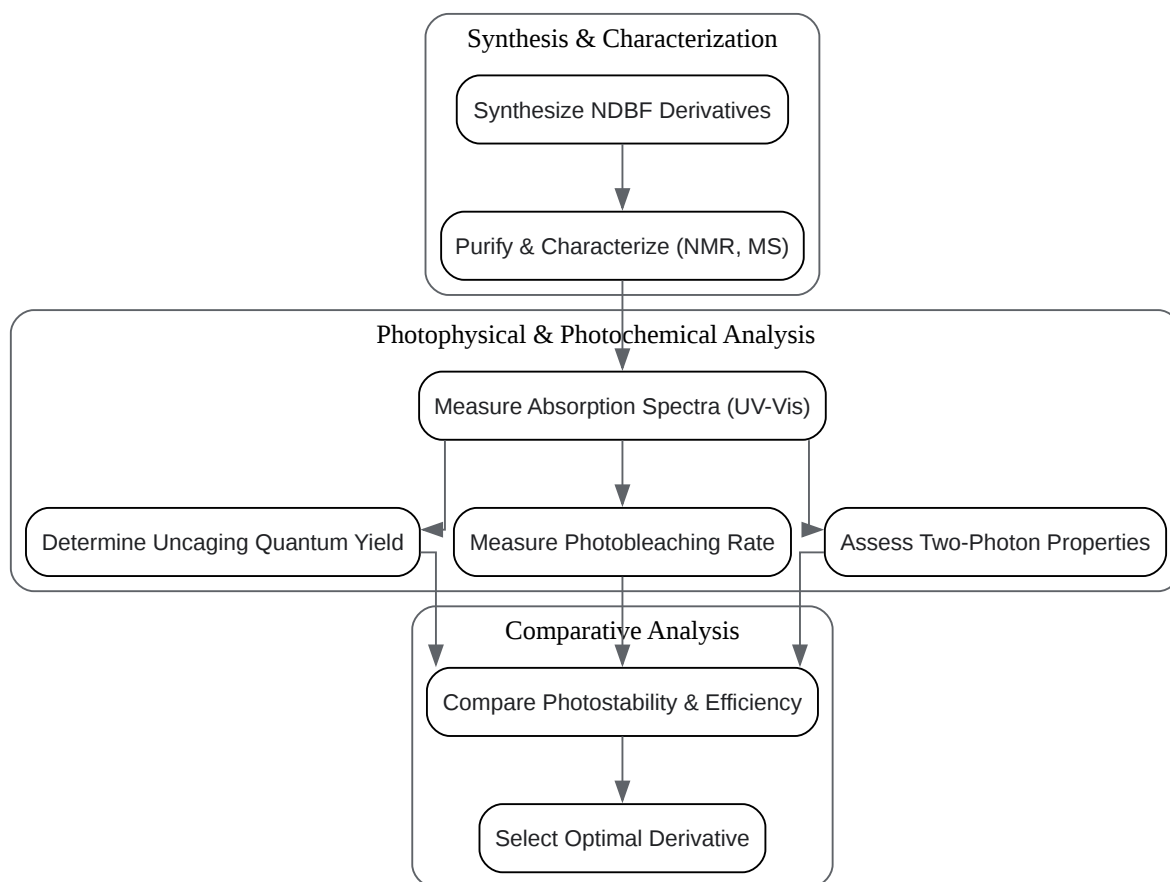 Synthesis & Characterization
Synthesize NDBF Derivatives
Purify & Characterize (NMR, MS)
Photophysical & Photochemical Analysis
Measure Absorption Spectra (UV-Vis)
Determine Uncaging Quantum Yield
Measure Photobleaching Rate
Assess Two-Photon Properties
Comparative Analysis
Compare Photostability & Efficiency
Select Optimal Derivative